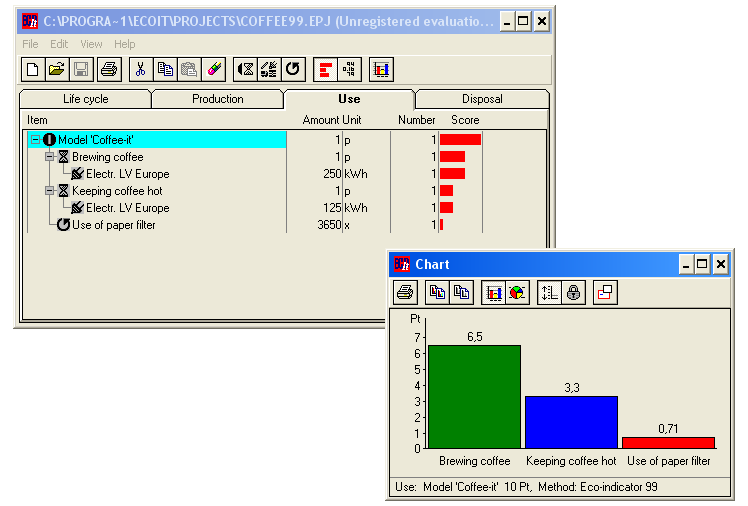 C:\PROGRA~1\ECOIT\PROJECTS\COFFEE99.EPJ (Unregistered evaluatio...
File Edit View Help
Life cycle Production Use Disposal
Item Amount Unit Number Score
Model 'Coffee-it' 1 p 1
Brewing coffee 1 p 1
Electr. LV Europe 250 kWh 1
Keeping coffee hot 1 p 1
Electr. LV Europe 125 kWh 1
Use of paper filter 3650 x 1
Chart
Pt
7
6
5
4
3
2
1
0
6,5
3,3
0,71
Brewing coffee Keeping coffee hot Use of paper filter
Use: Model 'Coffee-it' 10 Pt, Method: Eco-indicator 99